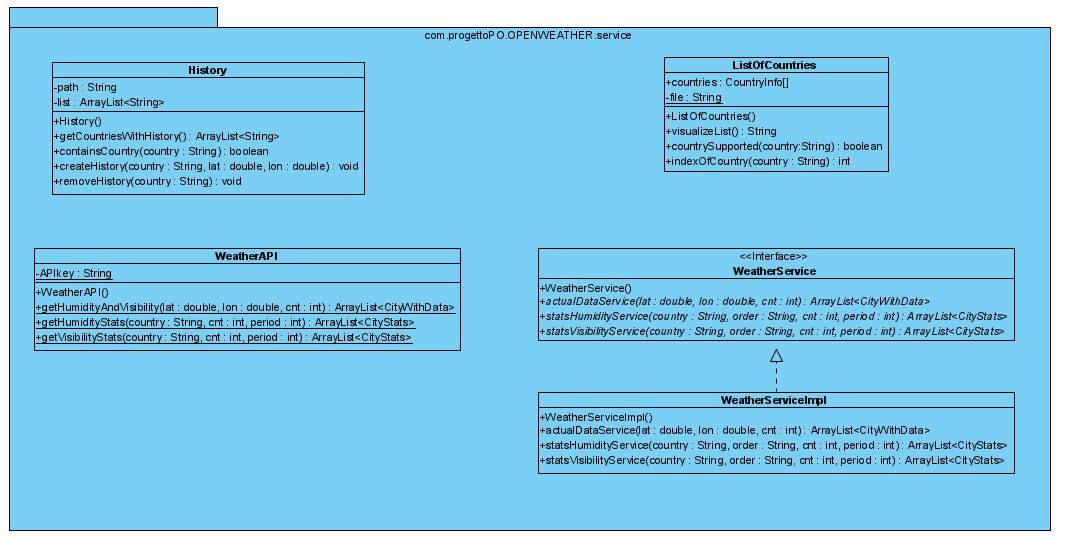 com.progettoPO.OPENWEATHER.service
History
-path : String
-list : ArrayList<String>
+History()
+getCountriesWithHistory() : ArrayList<String>
+containsCountry(country : String) : boolean
+createHistory(country : String, lat : double, lon : double) : void
+removeHistory(country : String) : void
ListOfCountries
+countries : CountryInfo[]
-file : String
+ListOfCountries()
+visualizeList() : String
+countrySupported(country:String) : boolean
+indexOfCountry(country : String) : int
WeatherAPI
-APIkey : String
+WeatherAPI()
+getHumidityAndVisibility(lat : double, lon : double, cnt : int) : ArrayList<CityWithData>
+getHumidityStats(country : String, cnt : int, period : int) : ArrayList<CityStats>
+getVisibilityStats(country : String, cnt : int, period : int) : ArrayList<CityStats>
<<Interface>>
WeatherService
+WeatherService()
+actualDataService(lat : double, lon : double, cnt : int) : ArrayList<CityWithData>
+statsHumidityService(country : String, order : String, cnt : int, period : int) : ArrayList<CityStats>
+statsVisibilityService(country : String, order : String, cnt : int, period : int) : ArrayList<CityStats>
WeatherServiceImpl
+WeatherServiceImpl()
+actualDataService(lat : double, lon : double, cnt : int) : ArrayList<CityWithData>
+statsHumidityService(country : String, order : String, cnt : int, period : int) : ArrayList<CityStats>
+statsVisibilityService(country : String, order : String, cnt : int, period : int) : ArrayList<CityStats>